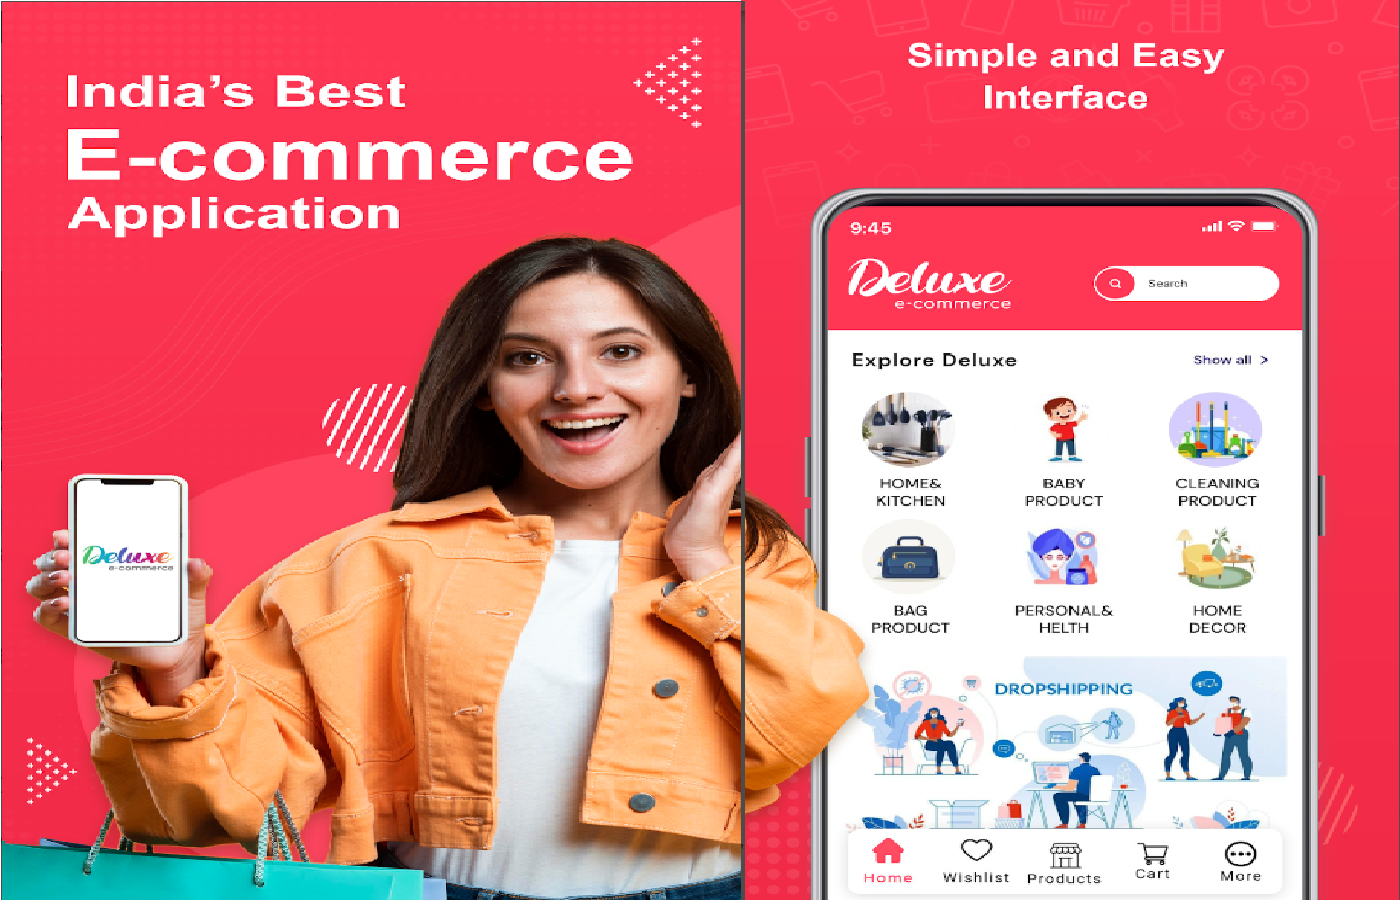 India's Best
E-commerce
Application
Deluxe
e-commerce
Simple and Easy
Interface
9:45
Deluxe
e-commerce
Search
Explore Deluxe
Show all >
HOME&
KITCHEN
BABY
PRODUCT
CLEANING
PRODUCT
BAG
PRODUCT
PERSONAL&
HELTH
HOME
DECOR
DROPSHIPPING
Home
Wishlist
Products
Cart
More